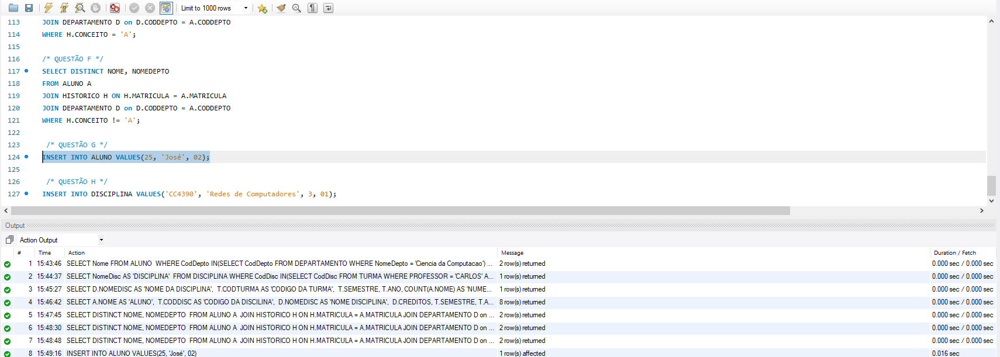 Limit to 1000 rows
113 JOIN DEPARTAMENTO D on D.CODDEPTO = A.CODDEPTO
114 WHERE H.CONCEITO = 'A';
115
116 /* QUESTÃO F */
117 SELECT DISTINCT NOME, NOMEDEPTO
118 FROM ALUNO A
119 JOIN HISTORICO H ON H.MATRICULA = A.MATRICULA
120 JOIN DEPARTAMENTO D on D.CODDEPTO = A.CODDEPTO
121 WHERE H.CONCEITO != 'A';
122
123 /* QUESTÃO G */
124 INSERT INTO ALUNO VALUES(25, 'José', 02);
125
126 /* QUESTÃO H */
127 INSERT INTO DISCIPLINA VALUES('CC4390', 'Redes de Computadores', 3, 01);
Output
Action Output
# Time Action Message Duration / Fetch
1 15:43:46 SELECT Nome FROM ALUNO WHERE CodDepto IN(SELECT CodDepto FROM DEPARTAMENTO WHERE NomeDepto = 'Ciencia da Computacao') ... 2 row(s) returned 0.000 sec / 0.000 sec
2 15:44:37 SELECT NomeDisc AS 'DISCIPLINA' FROM DISCIPLINA WHERE CodDisc IN(SELECT CodDisc FROM TURMA WHERE PROFESSOR = 'CARLOS' A... 1 row(s) returned 0.000 sec / 0.000 sec
3 15:45:27 SELECT D.NOMEDISC AS 'NOME DA DISCIPLINA', T.CODTURMA AS 'CODIGO DA TURMA', T.SEMESTRE, T.ANO, COUNT(A.NOME) AS 'NUME... 1 row(s) returned 0.000 sec / 0.000 sec
4 15:46:42 SELECT A.NOME AS 'ALUNO', T.CODDISC AS 'CODIGO DA DISCILINA', D.NOMEDISC AS 'NOME DISCIPLINA', D.CREDITOS, T.SEMESTRE, T.A... 8 row(s) returned 0.000 sec / 0.000 sec
5 15:47:45 SELECT DISTINCT NOME, NOMEDEPTO FROM ALUNO A JOIN HISTORICO H ON H.MATRICULA = A.MATRICULA JOIN DEPARTAMENTO D on ... 2 row(s) returned 0.000 sec / 0.000 sec
6 15:48:30 SELECT DISTINCT NOME, NOMEDEPTO FROM ALUNO A JOIN HISTORICO H ON H.MATRICULA = A.MATRICULA JOIN DEPARTAMENTO D on ... 2 row(s) returned 0.000 sec / 0.000 sec
7 15:48:48 SELECT DISTINCT NOME, NOMEDEPTO FROM ALUNO A JOIN HISTORICO H ON H.MATRICULA = A.MATRICULA JOIN DEPARTAMENTO D on ... 2 row(s) returned 0.000 sec / 0.000 sec
8 15:49:16 INSERT INTO ALUNO VALUES(25, 'José', 02) 1 row(s) affected 0.016 sec